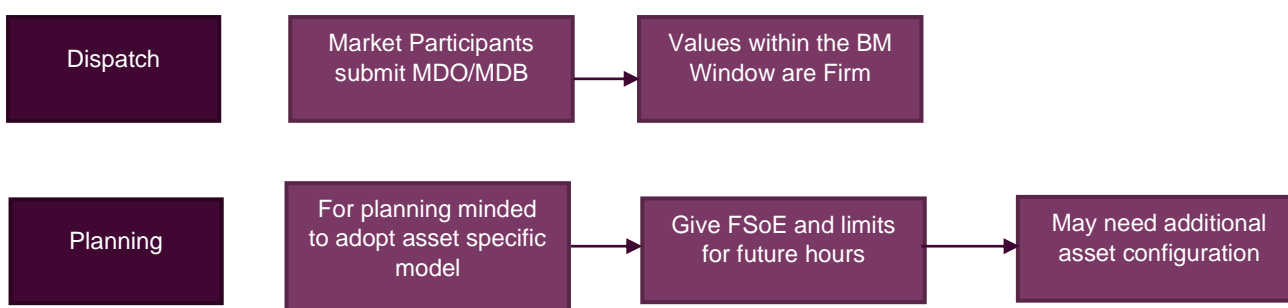 Dispatch
Market Participants
submit MDO/MDB
Values within the BM
Window are Firm
Planning
For planning minded
to adopt asset specific
model
Give FSoE and limits
for future hours
May need additional
asset configuration